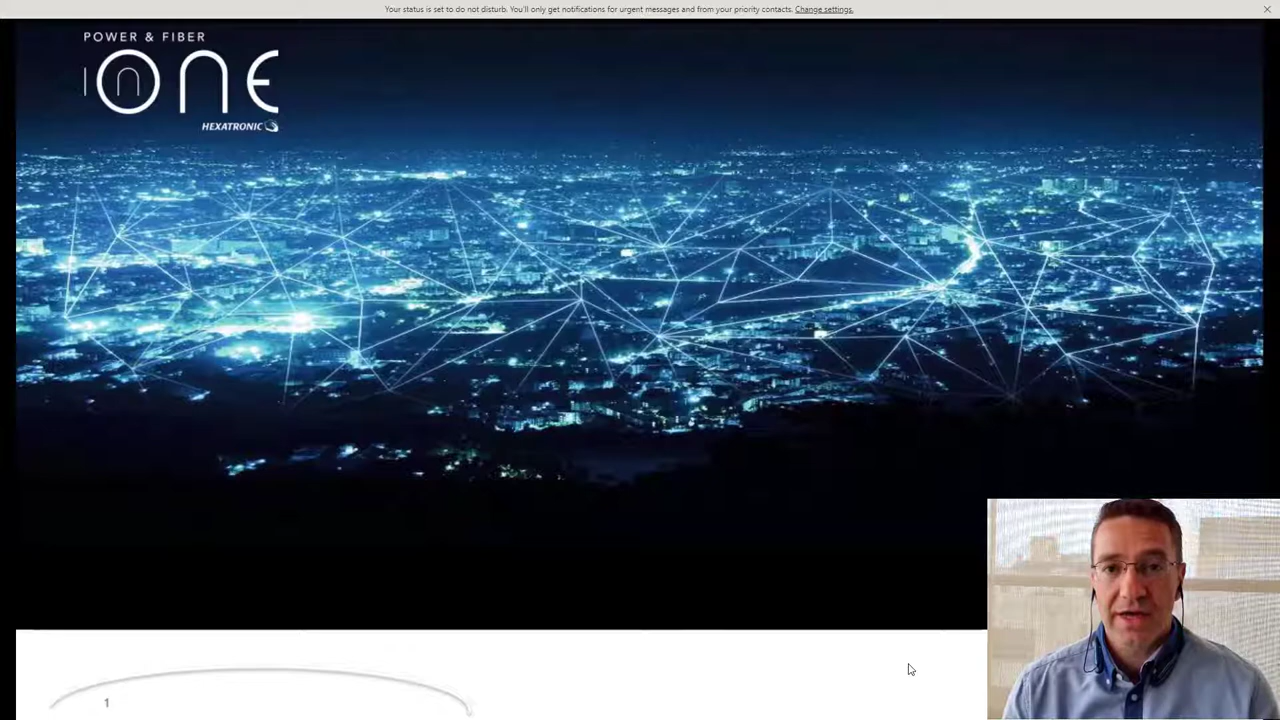 Your status is set to do not disturb. You'll only get notifications for urgent messages and from your priority contacts. Change settings.
POWER & FIBER
In ONE
HEXATRONIC
1